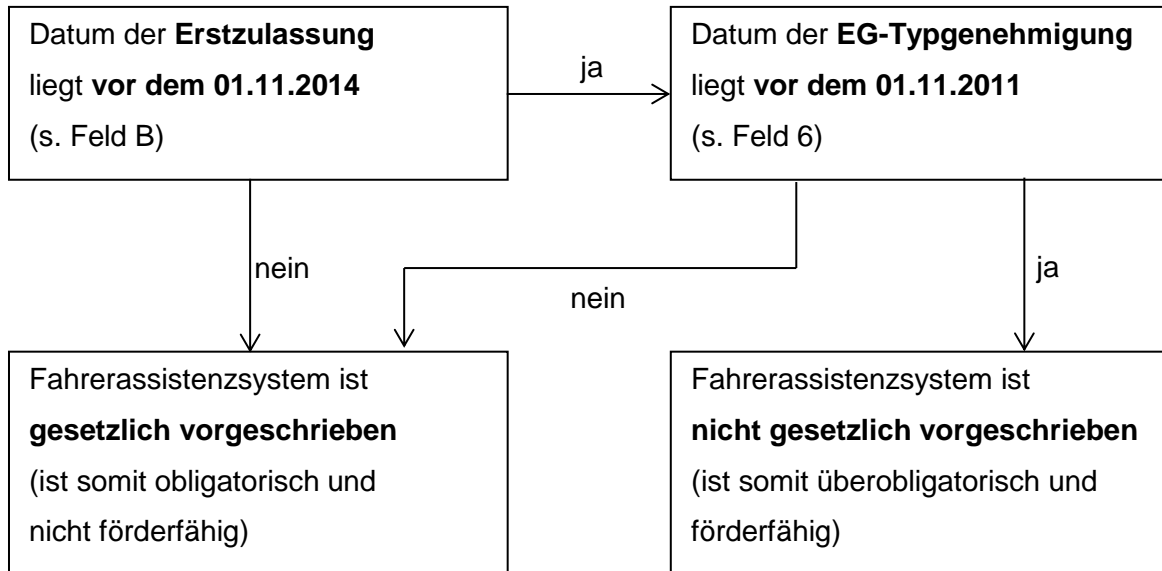 Datum der Erstzulassung
liegt vor dem 01.11.2014
(s. Feld B)
ja
Datum der EG-Typgenehmigung
liegt vor dem 01.11.2011
(s. Feld 6)
nein
nein
ja
Fahrerassistenzsystem ist
gesetzlich vorgeschrieben
(ist somit obligatorisch und
nicht förderfähig)
Fahrerassistenzsystem ist
nicht gesetzlich vorgeschrieben
(ist somit überobligatorisch und
förderfähig)